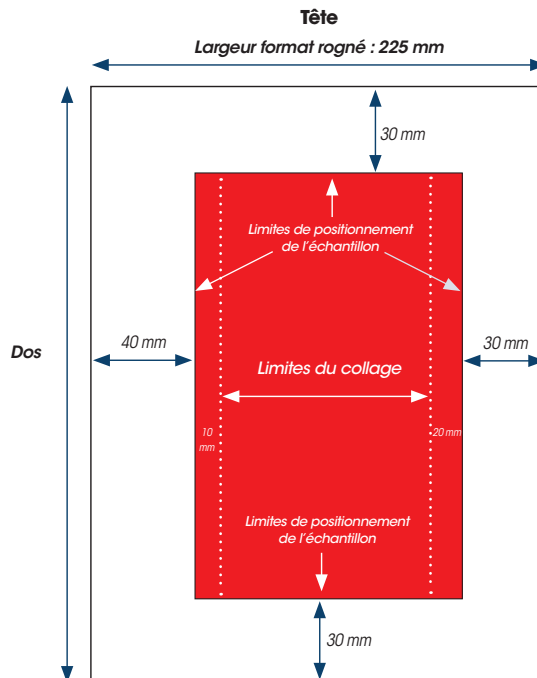 Tête
Largeur format rogné : 225 mm
30 mm
Limites de positionnement
de l'échantillon
Dos
40 mm
30 mm
Limites du collage
10
mm
20 mm
Limites de positionnement
de l'échantillon
30 mm